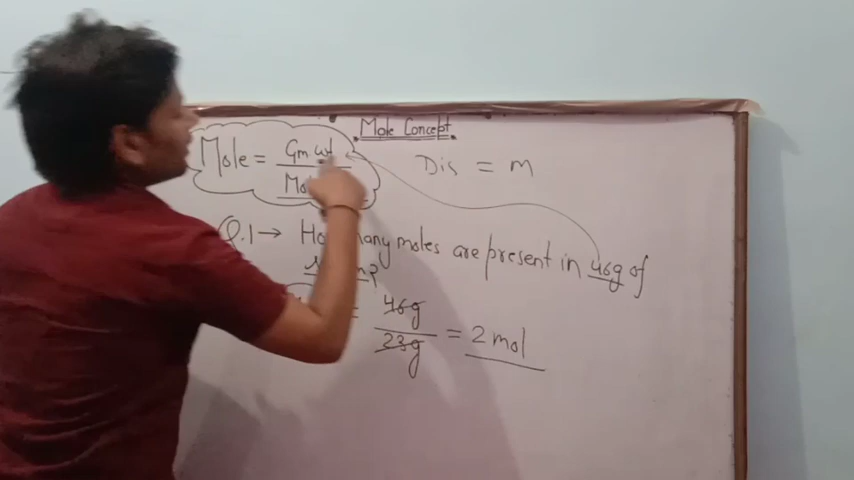 Mole Concept
Mole = Gm wt
Dis = m
Q.1→ How many moles are present in 46g of
46g
23g
= 2 mol